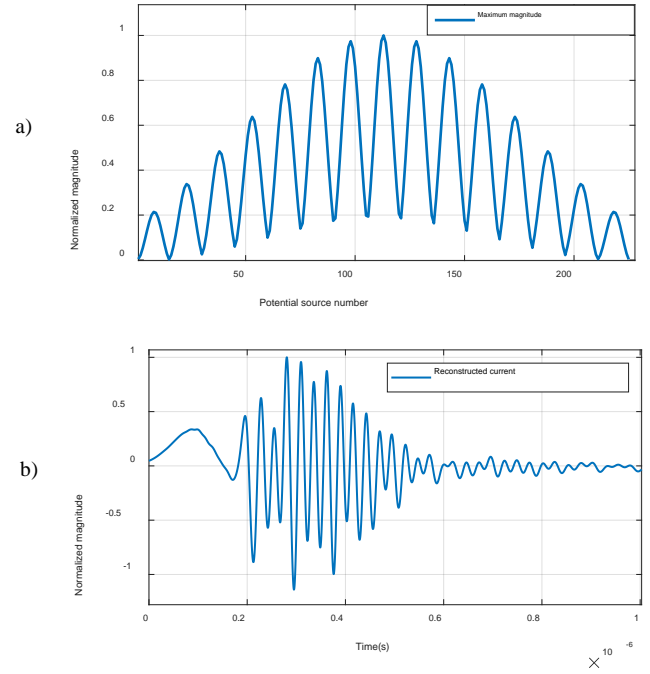 a)
Maximum magnitude
Normalized magnitude
1
0.8
0.6
0.4
0.2
0
50
100
150
200
Potential source number
b)
Reconstructed current
Normalized magnitude
1
0.5
0
-0.5
-1
0
0.2
0.4
0.6
0.8
1
Time(s)
× 10 -6